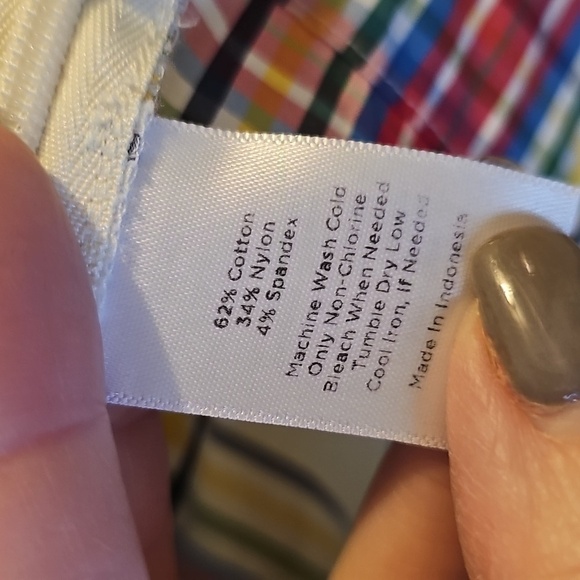 62% Cotton
34% Nylon
4% Spandex
Machine Wash Cold
Only Non-Chlorine
Bleach When Needed
Tumble Dry Low
Cool Iron, If Needed
Made In Indonesia